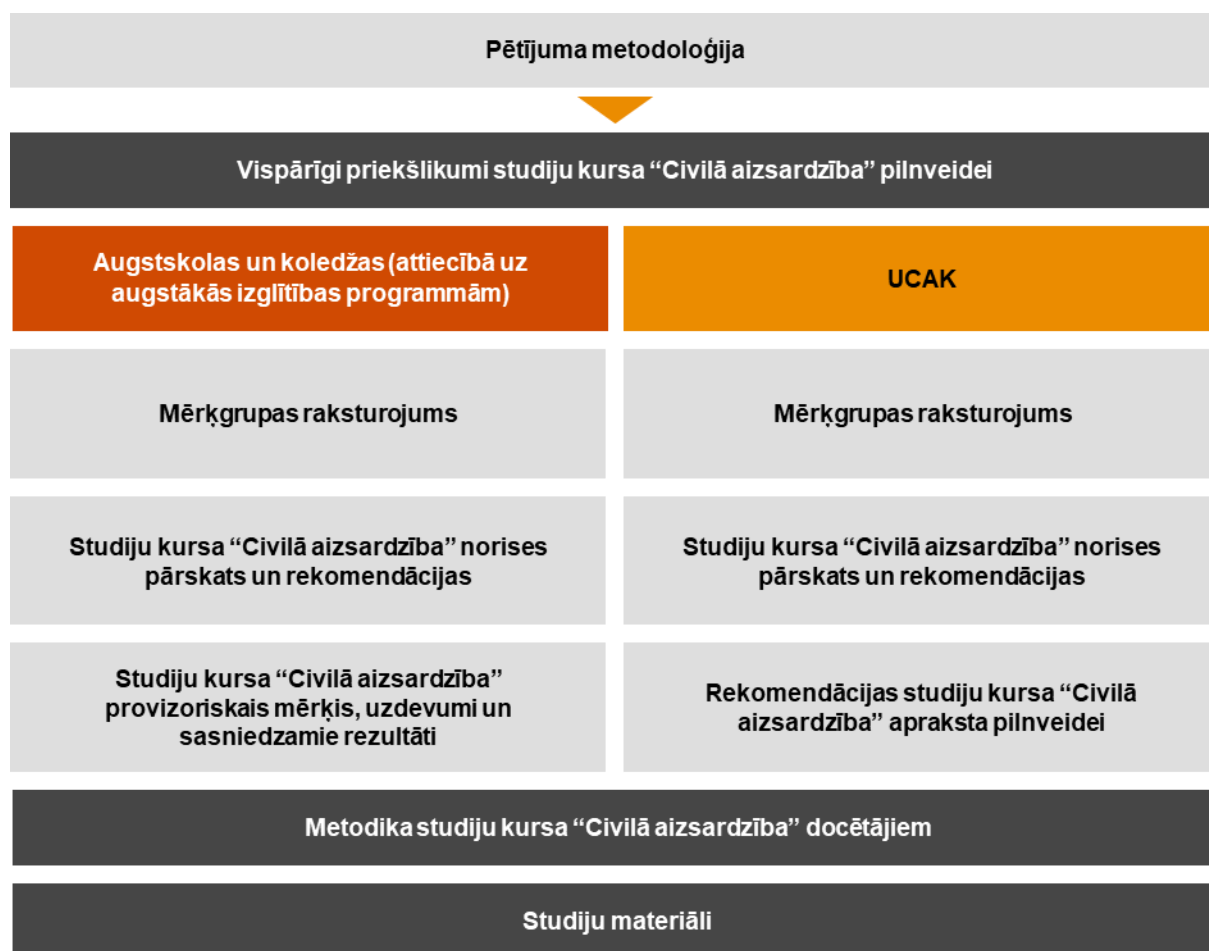 Pētījuma metodoloģija
Vispārīgi priekšlikumi studiju kursa “Civilā aizsardzība” pilnveidei
Augstskolas un koledžas (attiecībā uz
augstākās izglītības programmām)
UCAK
Mērķgrupas raksturojums
Mērķgrupas raksturojums
Studiju kursa “Civilā aizsardzība” norises
pārskats un rekomendācijas
Studiju kursa “Civilā aizsardzība” norises
pārskats un rekomendācijas
Studiju kursa “Civilā aizsardzība”
provizoriskais mērķis, uzdevumi un
sasniedzamie rezultāti
Rekomendācijas studiju kursa “Civilā
aizsardzība” apraksta pilnveidei
Metodika studiju kursa “Civilā aizsardzība” docētājiem
Studiju materiāli